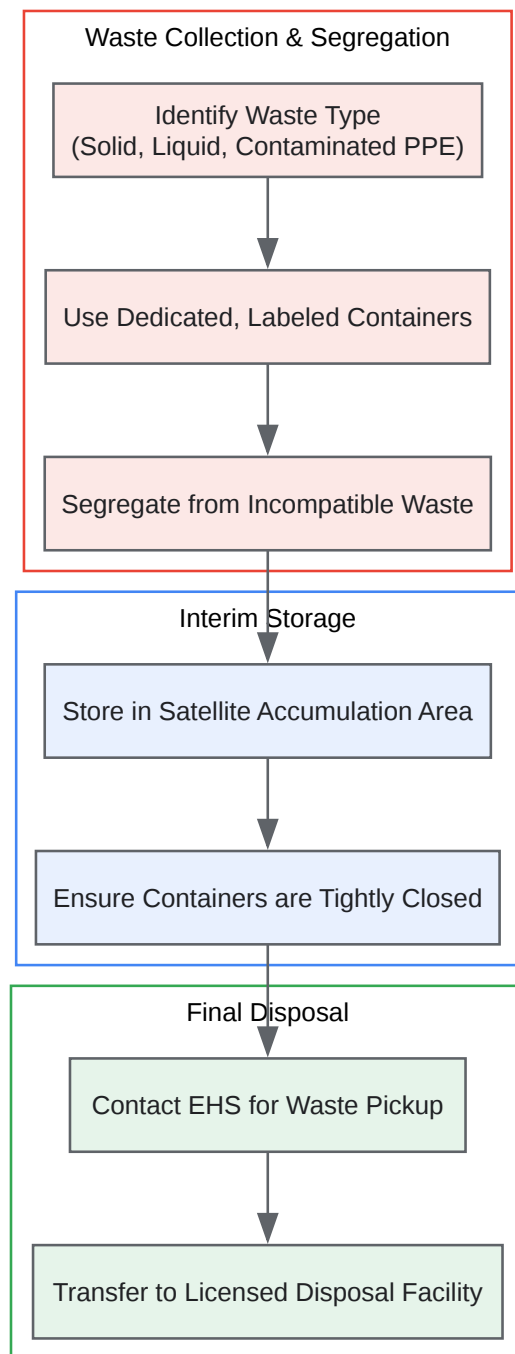 Waste Collection & Segregation
Identify Waste Type
(Solid, Liquid, Contaminated PPE)
Use Dedicated, Labeled Containers
Segregate from Incompatible Waste
Interim Storage
Store in Satellite Accumulation Area
Ensure Containers are Tightly Closed
Final Disposal
Contact EHS for Waste Pickup
Transfer to Licensed Disposal Facility